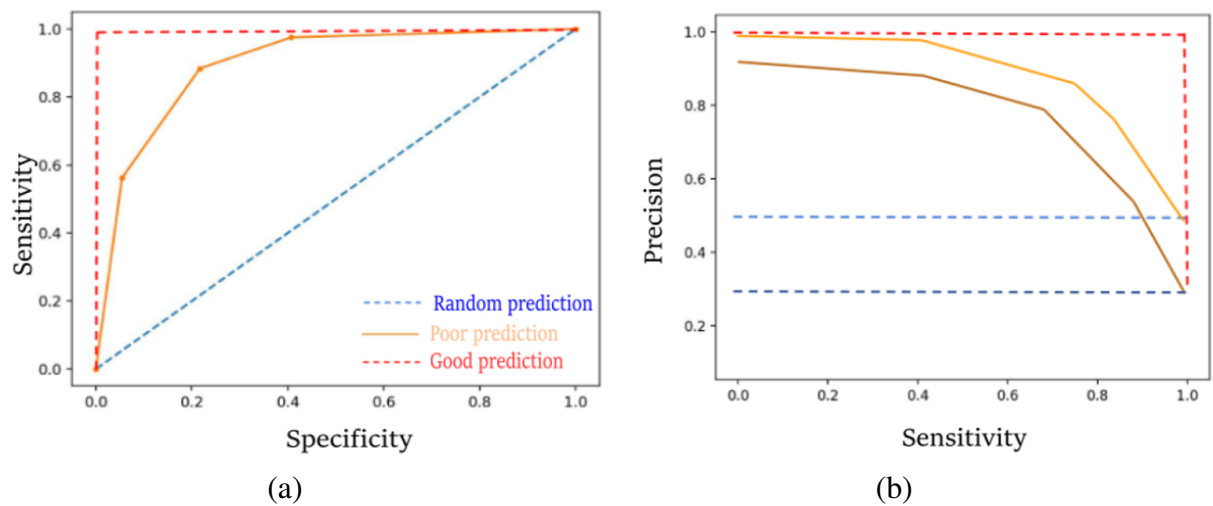 1.0
0.8
0.6
0.4
0.2
0.0
Sensitivity
0.0 0.2 0.4 0.6 0.8 1.0
Specificity
Random prediction
Poor prediction
Good prediction
(a)
1.0
0.8
0.6
0.4
0.2
Precision
0.0 0.2 0.4 0.6 0.8 1.0
Sensitivity
(b)